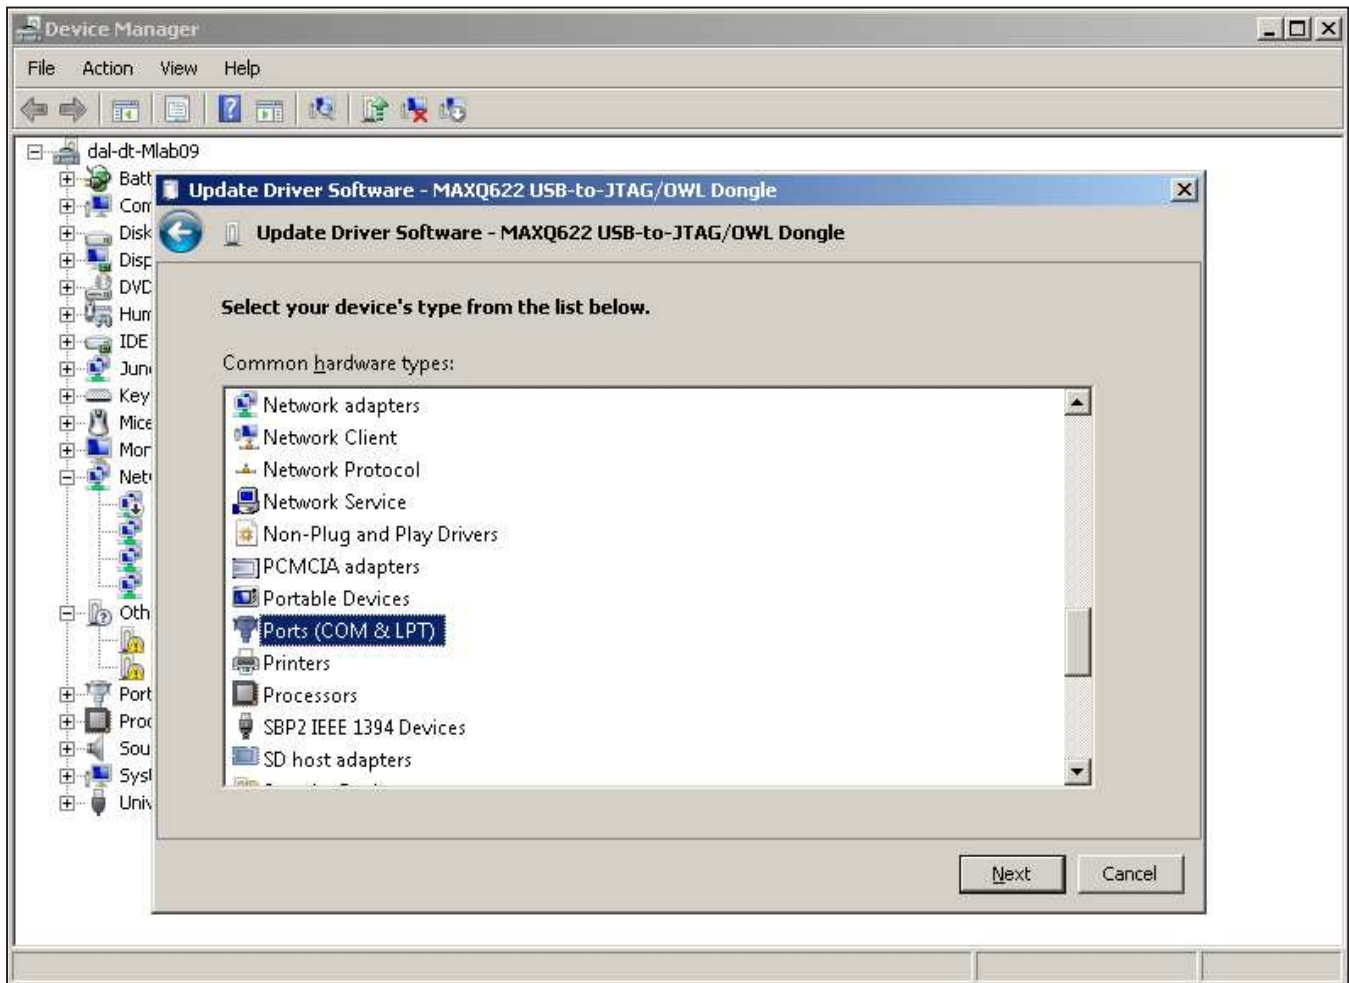 Device Manager
File Action View Help
dal-dt-Mlab09
Update Driver Software - MAXQ622 USB-to-JTAG/OWL Dongle
Update Driver Software - MAXQ622 USB-to-JTAG/OWL Dongle
Select your device's type from the list below.
Common hardware types:
Network adapters
Network Client
Network Protocol
Network Service
Non-Plug and Play Drivers
PCMCIA adapters
Portable Devices
Ports (COM & LPT)
Printers
Processors
SBP2 IEEE 1394 Devices
SD host adapters
Next Cancel
Batt
Com
Disk
Disp
DVD
Hum
IDE
Juni
Key
Mice
Mon
Net
Oth
Port
Proc
Sou
Syst
Univ